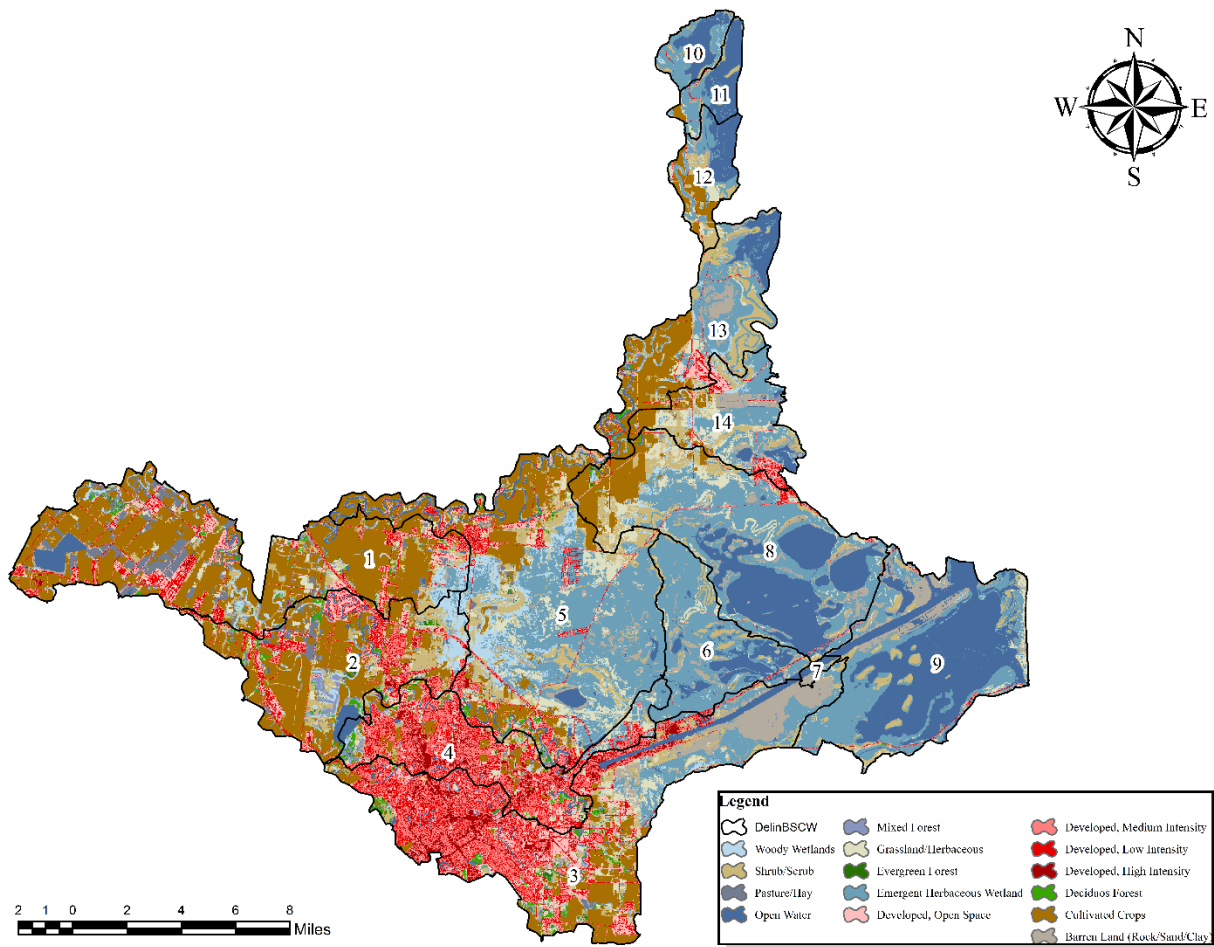 10
N
11
W E
S
12
13
14
1
8
5
2
6
7
9
4
3
Legend
DelinBSCW
Woody Wetlands
Shrub/Scrub
Pasture/Hay
Open Water
Mixed Forest
Grassland/Herbaceous
Evergreen Forest
Emergent Herbaceous Wetland
Developed, Open Space
Developed, Medium Intensity
Developed, Low Intensity
Developed, High Intensity
Deciduos Forest
Cultivated Crops
Barren Land (Rock/Sand/Clay)
2 1 0 2 4 6 8
Miles